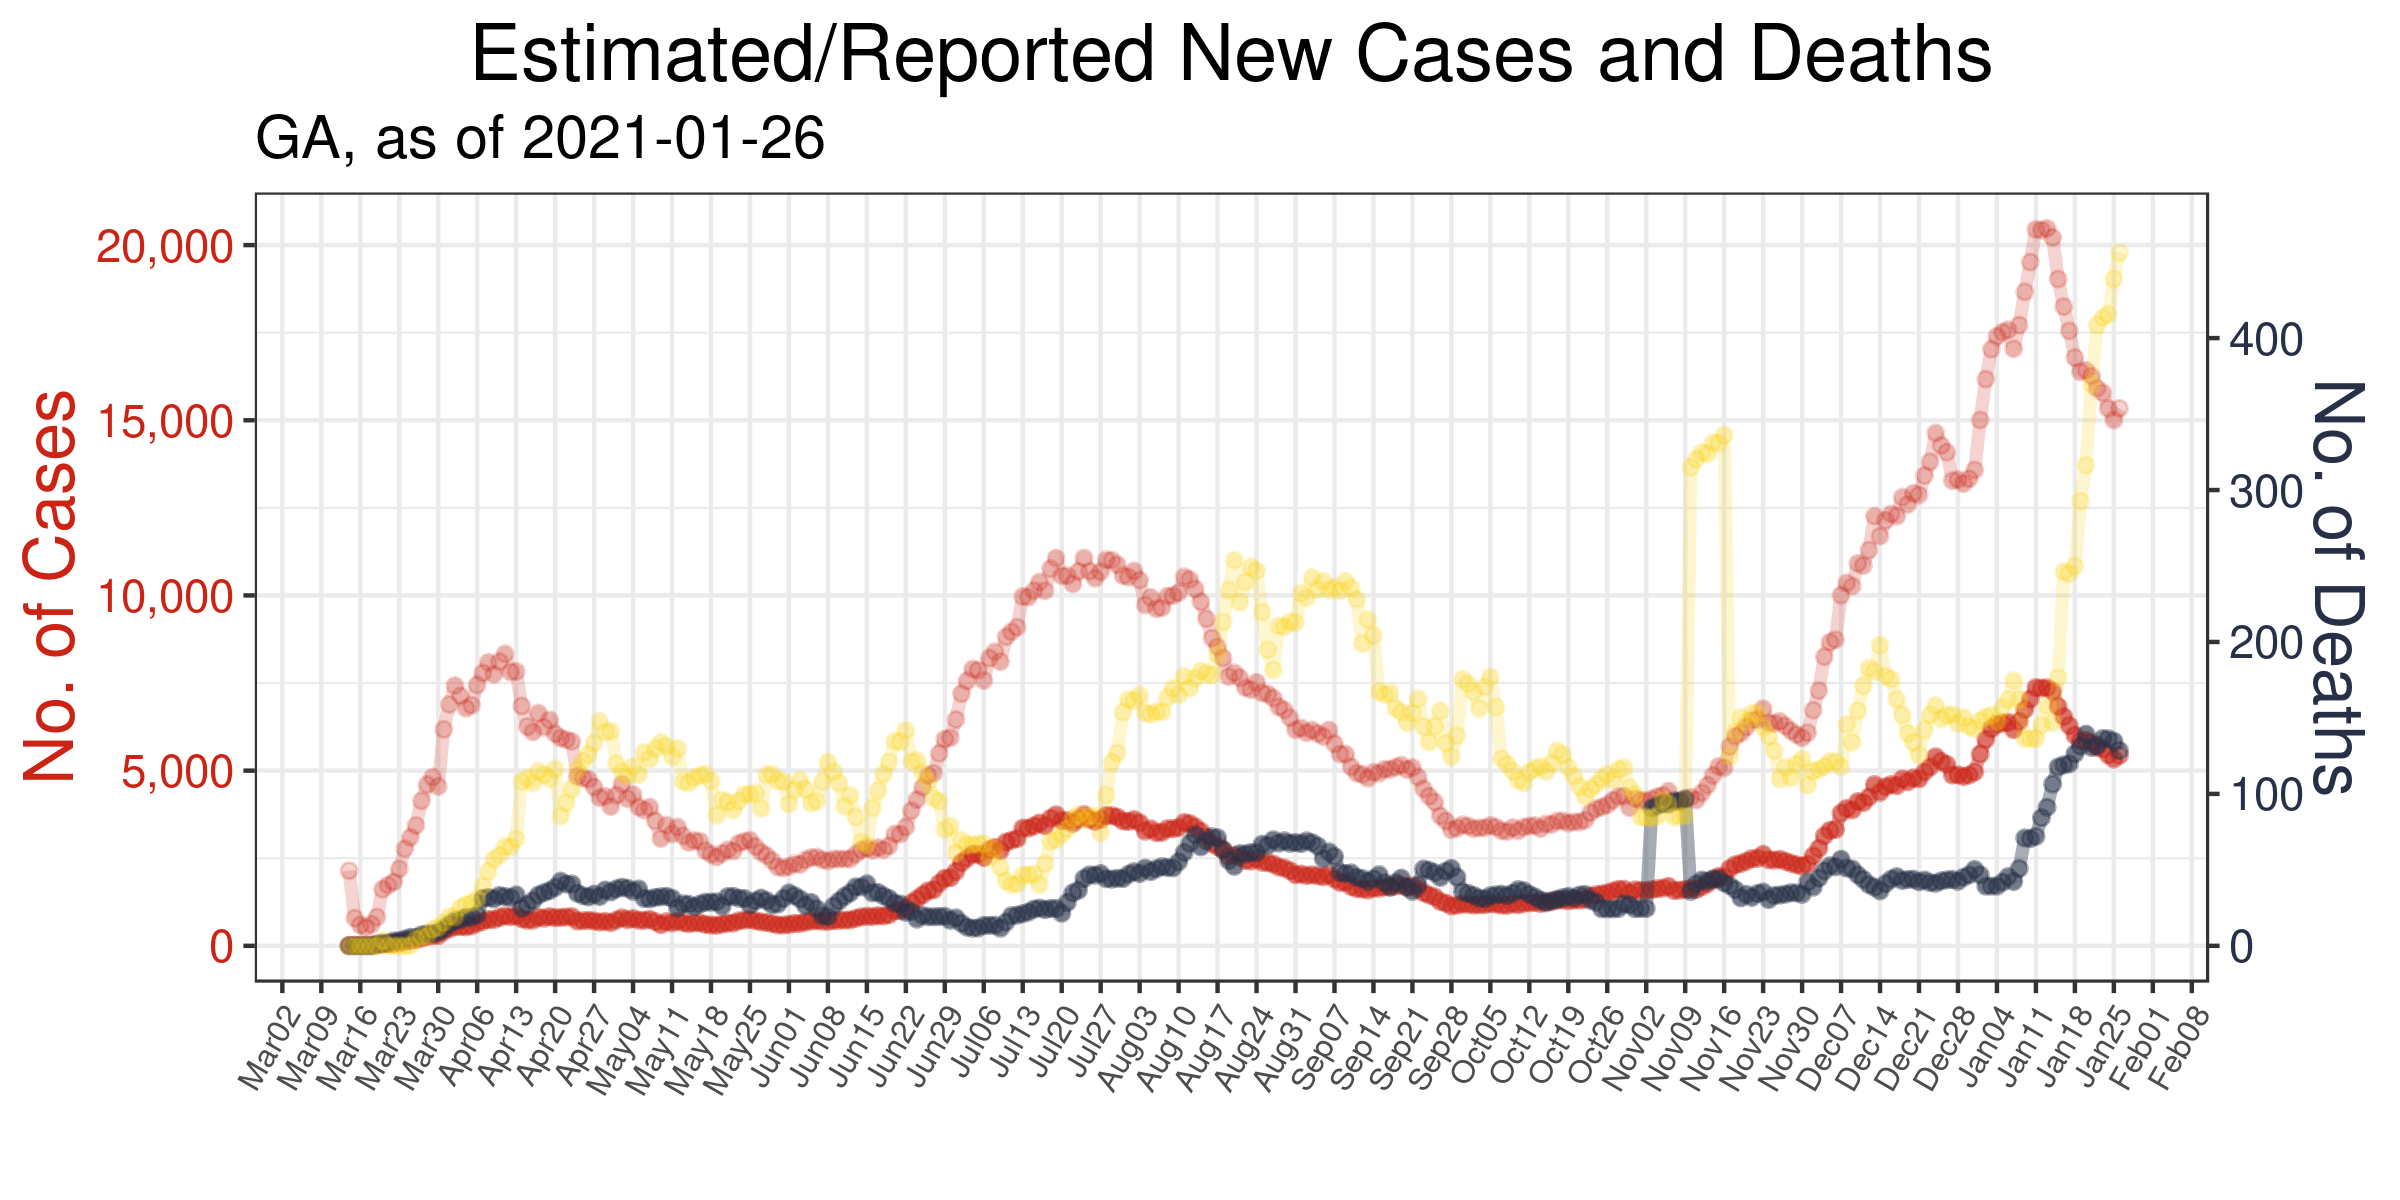 Estimated/Reported New Cases and Deaths
GA, as of 2021-01-26
No. of Cases
20,000
15,000
10,000
5,000
0
400
300
200
100
0
No. of Deaths
Mar02
Mar09
Mar16
Mar23
Mar30
Apr06
Apr13
Apr20
Apr27
May04
May11
May18
May25
Jun01
Jun08
Jun15
Jun22
Jun29
Jul06
Jul13
Jul20
Jul27
Aug03
Aug10
Aug17
Aug24
Aug31
Sep07
Sep14
Sep21
Sep28
Oct05
Oct12
Oct19
Oct26
Nov02
Nov09
Nov16
Nov23
Nov30
Dec07
Dec14
Dec21
Dec28
Jan04
Jan11
Jan18
Jan25
Feb01
Feb08